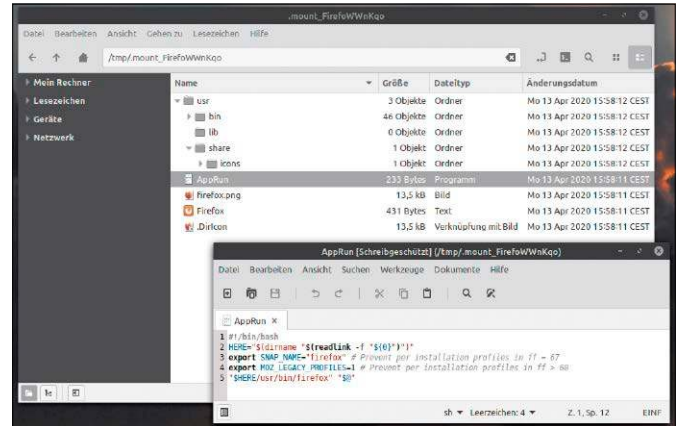 .mount_FirefoWWnKqo
Datei Bearbeiten Ansicht Gehen zu Lesezeichen Hilfe
/tmp/.mount_FirefoWWnKqo
Mein Rechner
Lesezeichen
Geräte
Netzwerk
Name Größe Dateityp Änderungsdatum
usr 3 Objekte Ordner Mo 13 Apr 2020 15:58:12 CEST
bin 46 Objekte Ordner Mo 13 Apr 2020 15:58:12 CEST
lib 0 Objekte Ordner Mo 13 Apr 2020 15:58:12 CEST
share 1 Objekt Ordner Mo 13 Apr 2020 15:58:12 CEST
icons 1 Objekt Ordner Mo 13 Apr 2020 15:58:12 CEST
AppRun 233 Bytes Programm Mo 13 Apr 2020 15:58:11 CEST
firefox.png 13,5 kB Bild Mo 13 Apr 2020 15:58:11 CEST
Firefox 431 Bytes Text Mo 13 Apr 2020 15:58:11 CEST
.DirIcon 13,5 kB Verknüpfung mit Bild Mo 13 Apr 2020 15:58:11 CEST
AppRun [Schreibgeschützt] (/tmp/.mount_FirefoWWnKqo)
Datei Bearbeiten Ansicht Suchen Werkzeuge Dokumente Hilfe
AppRun
1 #!/bin/bash
2 HERE="$(dirname "$(readlink -f "${0}")")"
3 export SNAP_NAME="firefox" # Prevent per installation profiles in ff = 67
4 export MOZ_LEGACY_PROFILES=1 # Prevent per installation profiles in ff > 68
5 "$HERE/usr/bin/firefox" "$@"
sh Leerzeichen: 4 Z. 1, Sp. 12 EINF